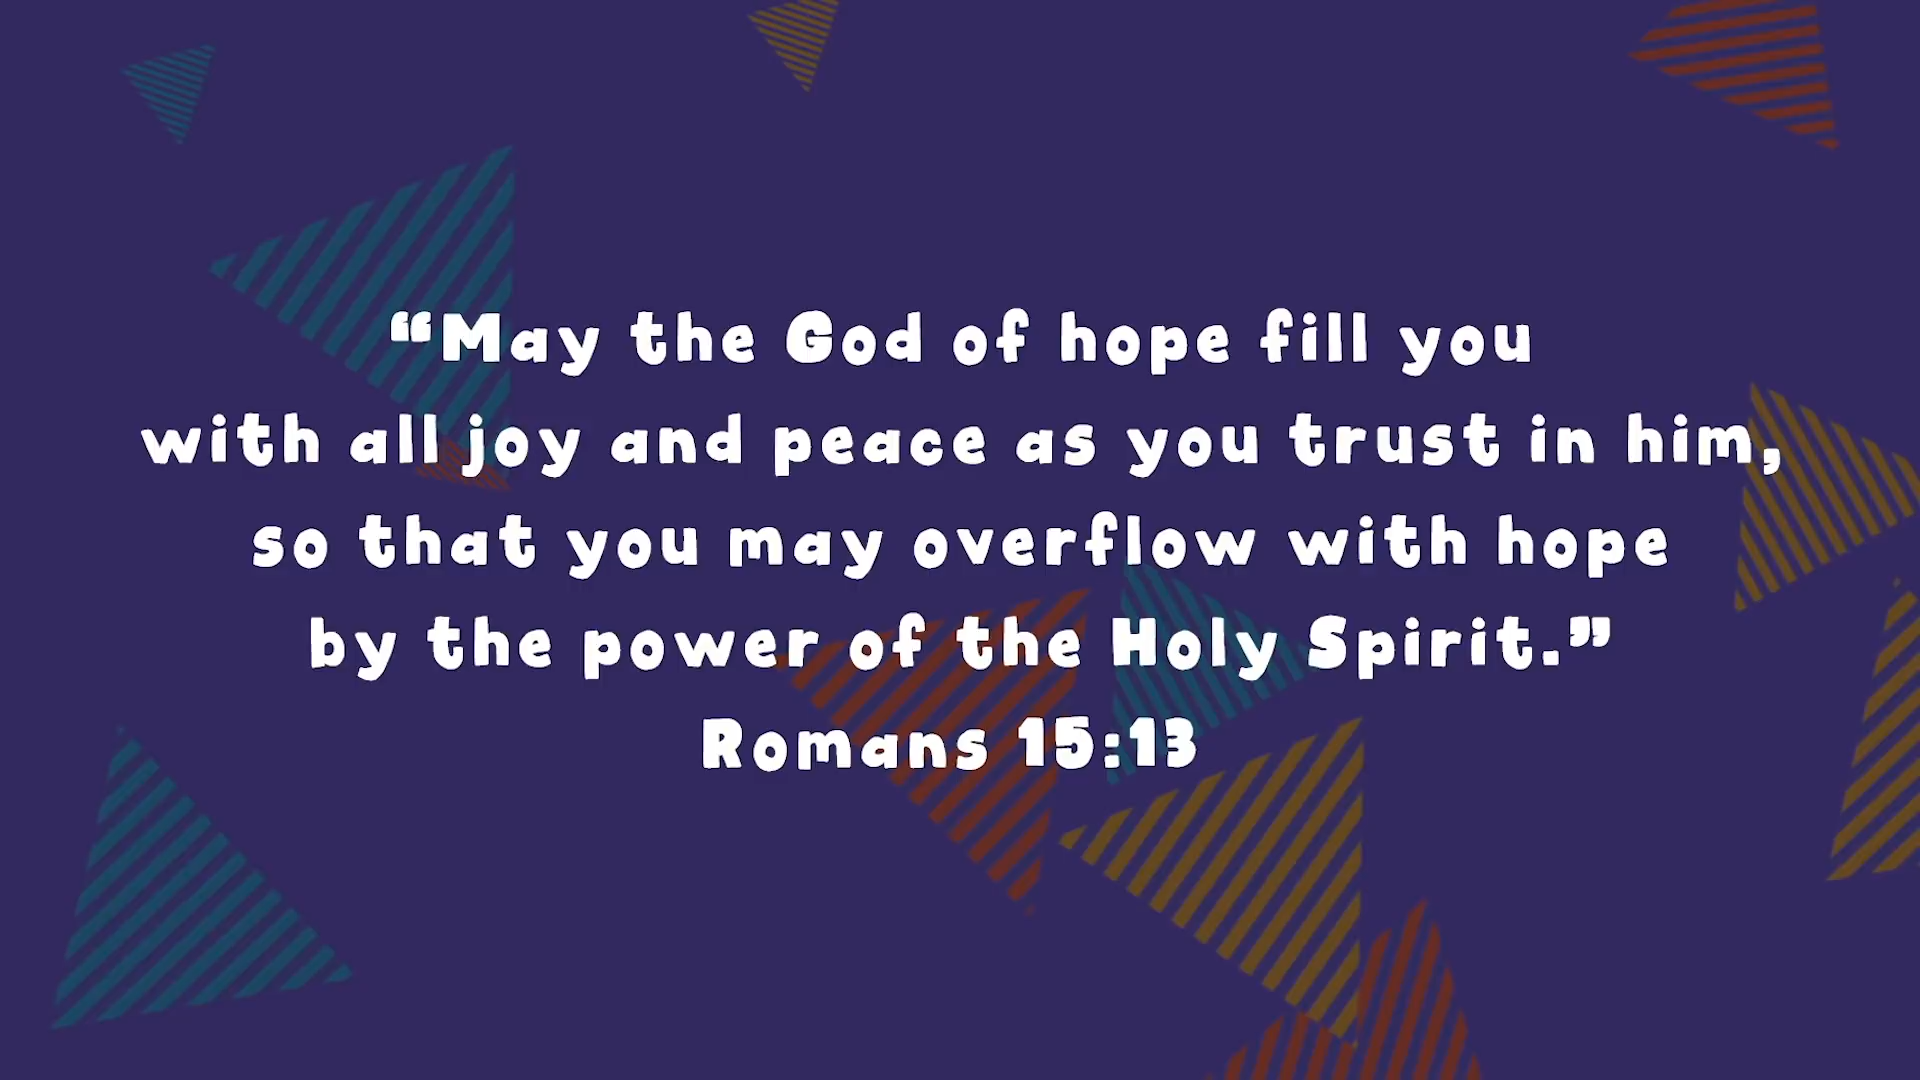 “May the God of hope fill you
with all joy and peace as you trust in him,
so that you may overflow with hope
by the power of the Holy Spirit.”
Romans 15:13